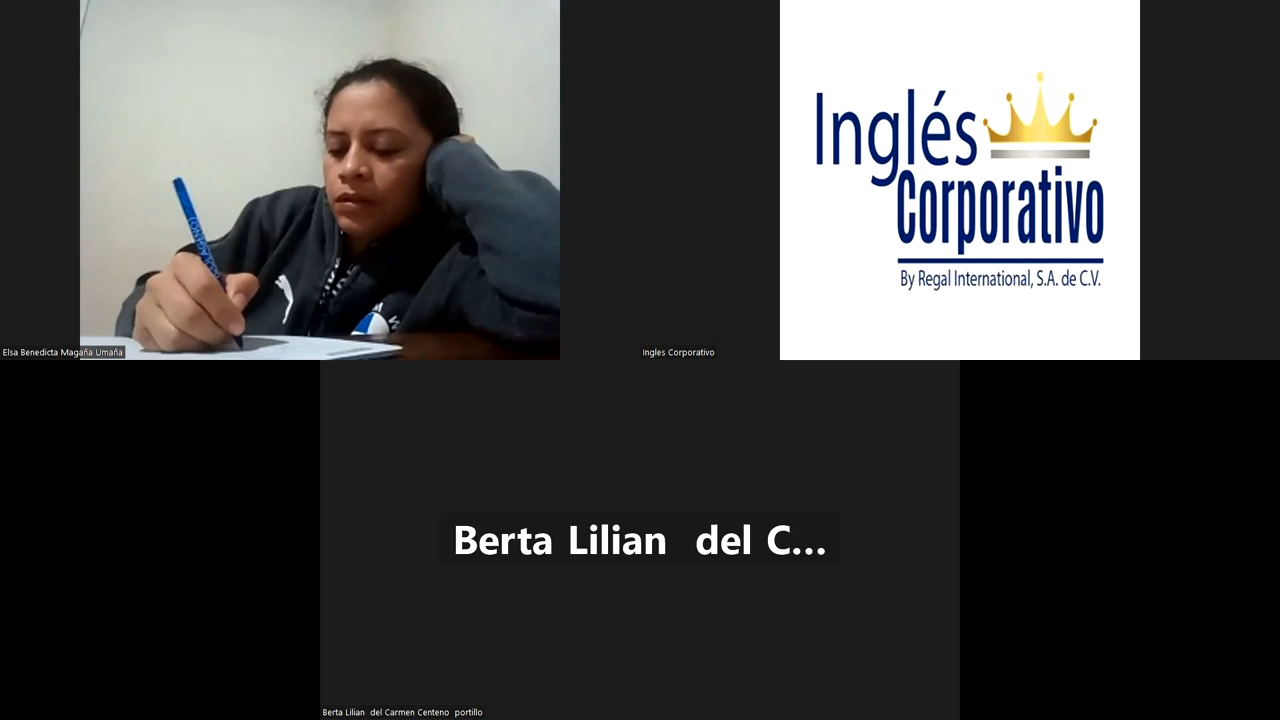 Elsa Benedicta Magaña Umaña
Inglés
Corporativo
By Regal International, S.A. de C.V.
Ingles Corporativo
Berta Lilian del C...
Berta Lilian del Carmen Centeno portillo